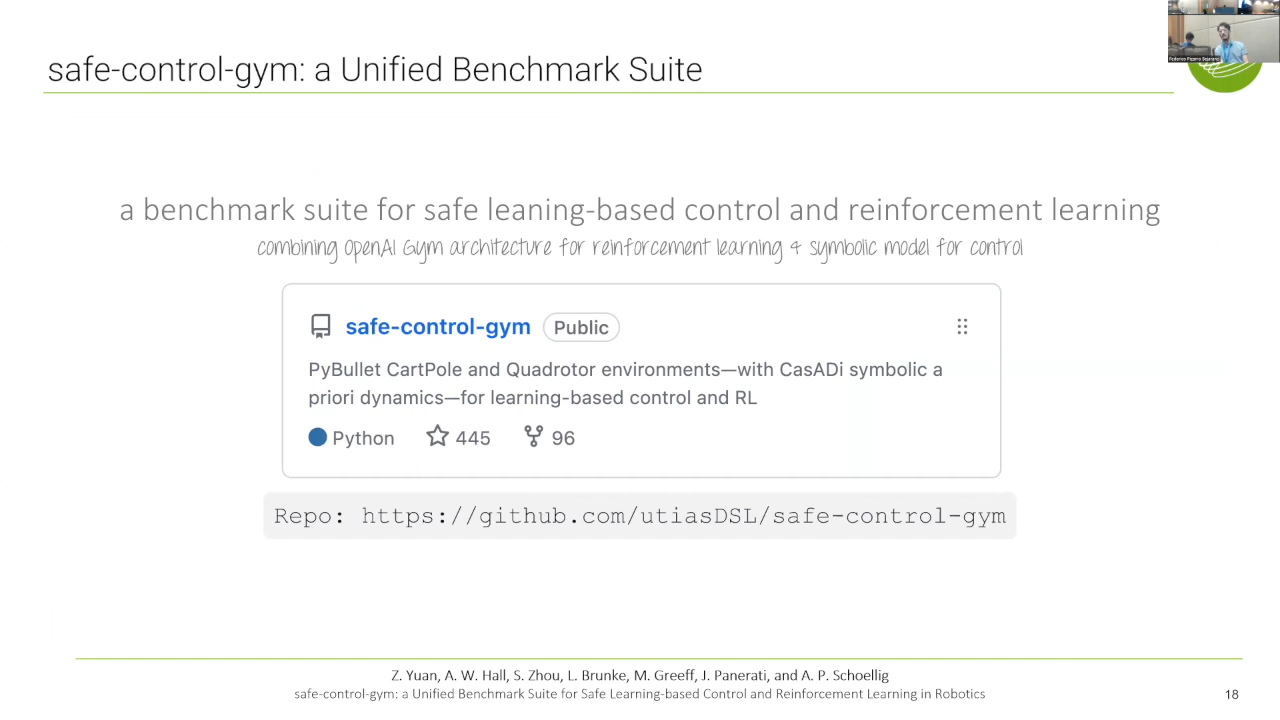 safe-control-gym: a Unified Benchmark Suite
a benchmark suite for safe leaning-based control and reinforcement learning
combining OpenAI Gym architecture for reinforcement learning & symbolic model for control
safe-control-gym Public
PyBullet CartPole and Quadrotor environments—with CasADi symbolic a
priori dynamics—for learning-based control and RL
Python 445 96
Repo: https://github.com/utiasDSL/safe-control-gym
Z. Yuan, A. W. Hall, S. Zhou, L. Brunke, M. Greeff, J. Panerati, and A. P. Schoellig
safe-control-gym: a Unified Benchmark Suite for Safe Learning-based Control and Reinforcement Learning in Robotics
18